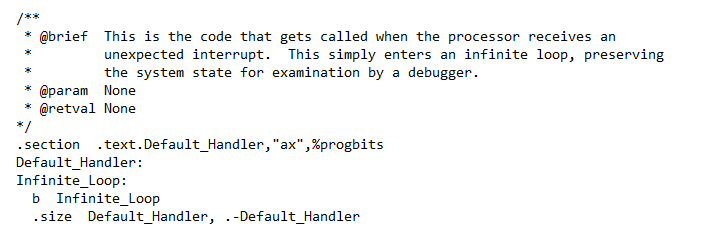 /**
 * @brief  This is the code that gets called when the processor receives an
 *         unexpected interrupt.  This simply enters an infinite loop, preserving
 *         the system state for examination by a debugger.
 * @param  None
 * @retval None
*/
.section  .text.Default_Handler,"ax",%progbits
Default_Handler:
Infinite_Loop:
  b  Infinite_Loop
  .size  Default_Handler, .-Default_Handler